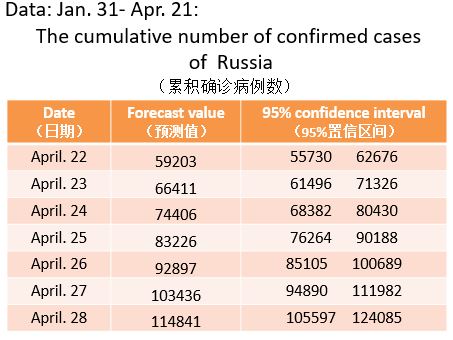 Data: Jan. 31- Apr. 21:
The cumulative number of confirmed cases
of Russia
（累积确诊病例数）
Date Forecast value 95% confidence interval
（日期） （预测值） （95%置信区间）
April. 22 59203 55730 62676
April. 23 66411 61496 71326
April. 24 74406 68382 80430
April. 25 83226 76264 90188
April. 26 92897 85105 100689
April. 27 103436 94890 111982
April. 28 114841 105597 124085